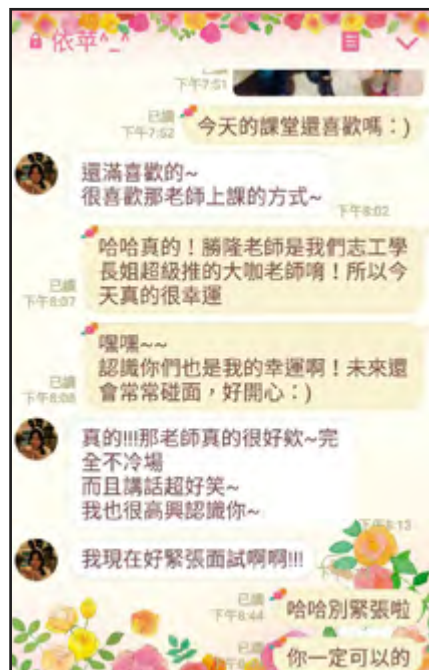 依苹^_^
下午7:51
已讀
下午7:52
今天的課堂還喜歡嗎:)
還滿喜歡的~
很喜歡那老師上課的方式~
下午8:02
哈哈真的!勝隆老師是我們志工學
長姐超級推的大咖老師唷!所以今
天真的很幸運
已讀
下午8:07
嘿嘿~~
認識你們也是我的幸運啊!未來還
會常常碰面,好開心:)
已讀
下午8:08
真的!!!那老師真的很好欸~完
全不冷場
而且講話超好笑~
我也很高興認識你~
8:13
我現在好緊張面試啊啊!!!
已讀
下午8:44
哈哈別緊張啦
已讀
你一定可以的